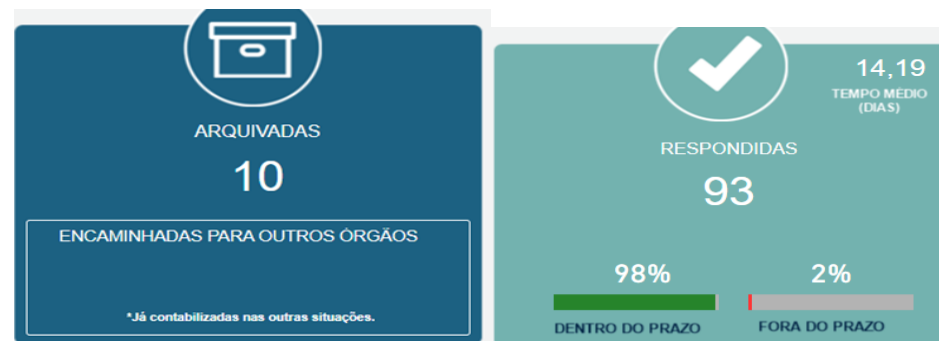 ARQUIVADAS
10
ENCAMINHADAS PARA OUTROS ÓRGÃOS
*Já contabilizadas nas outras situações.
14,19
TEMPO MÉDIO
(DIAS)
RESPONDIDAS
93
98%
2%
DENTRO DO PRAZO
FORA DO PRAZO